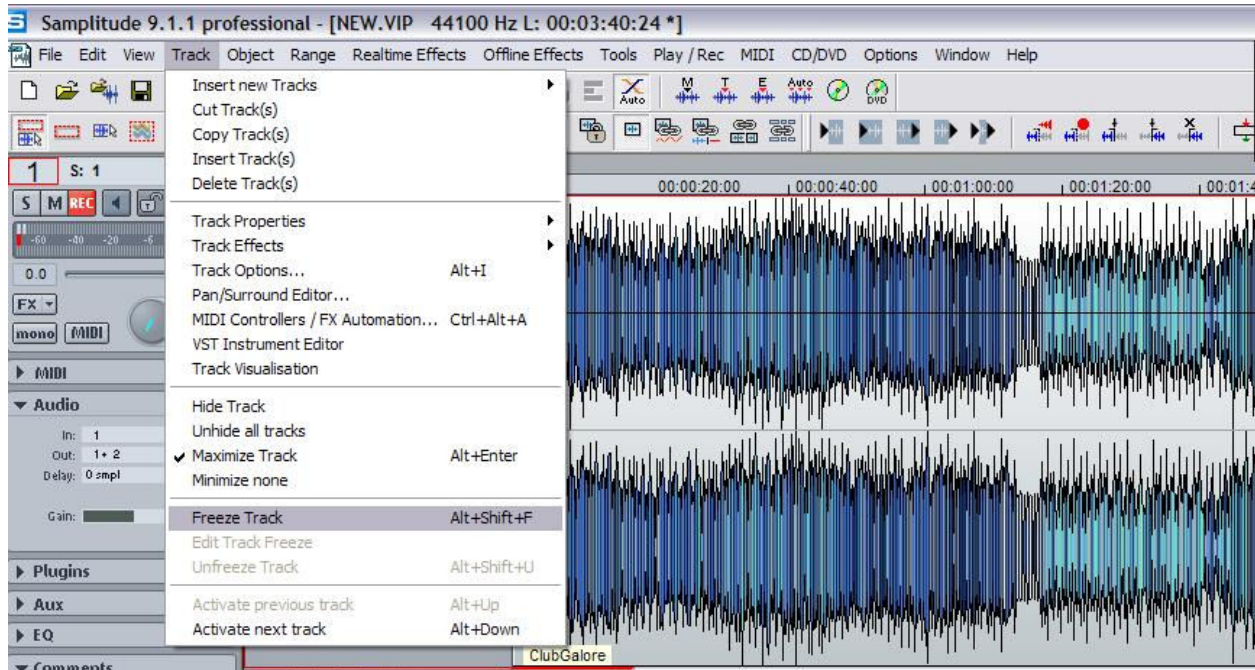 Samplitude 9.1.1 professional - [NEW.VIP 44100 Hz L: 00:03:40:24 *]
File Edit View Track Object Range Realtime Effects Offline Effects Tools Play / Rec MIDI CD/DVD Options Window Help
Auto M T E Auto DVD
1 S: 1
00:00:20:00 00:00:40:00 00:01:00:00 00:01:20:00
S M REC
-60 -40 -20 -6
0.0
FX
mono MIDI
MIDI
Audio
In: 1
Out: 1+ 2
Delay: 0 smpl
Gain:
Plugins
Aux
EQ
Comments
Insert new Tracks
Cut Track(s)
Copy Track(s)
Insert Track(s)
Delete Track(s)
Track Properties
Track Effects
Track Options... Alt+I
Pan/Surround Editor...
MIDI Controllers / FX Automation... Ctrl+Alt+A
VST Instrument Editor
Track Visualisation
Hide Track
Unhide all tracks
Maximize Track Alt+Enter
Minimize none
Freeze Track Alt+Shift+F
Edit Track Freeze
Unfreeze Track Alt+Shift+U
Activate previous track Alt+Up
Activate next track Alt+Down
ClubGalore